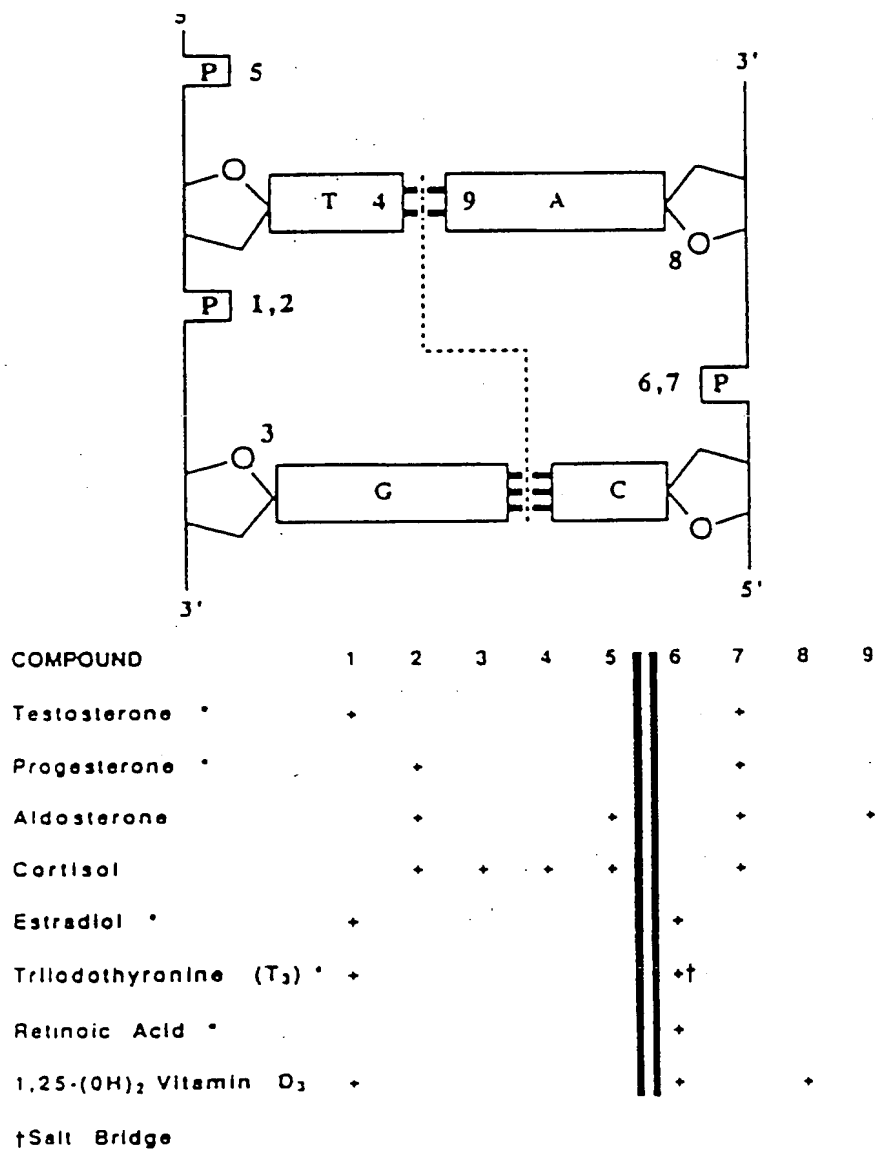 5
P 5
3'
T 4 9 A
8
P 1,2
6,7 P
3
G C
3'
5'
COMPOUND 1 2 3 4 5 6 7 8 9
Testosterone * + +
Progesterone * + +
Aldosterone + + + +
Cortisol + + + + +
Estradiol * + +
Triiodothyronine (T₃) * + +†
Retinoic Acid * +
1,25-(OH)₂ Vitamin D₃ + + +
†Salt Bridge